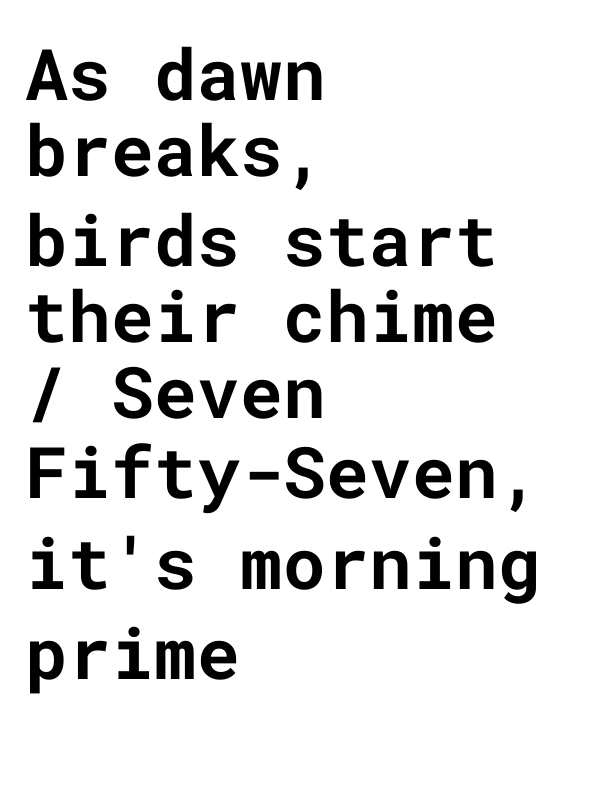 As dawn
breaks,
birds start
their chime
/ Seven
Fifty-Seven,
it's morning
prime